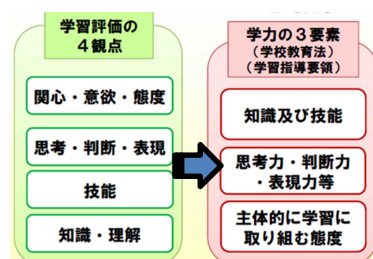 学習評価の
4観点
関心・意欲・態度
思考・判断・表現
技能
知識・理解
学力の3要素
(学校教育法)
(学習指導要領)
知識及び技能
思考力・判断力
・表現力等
主体的に学習に
取り組む態度